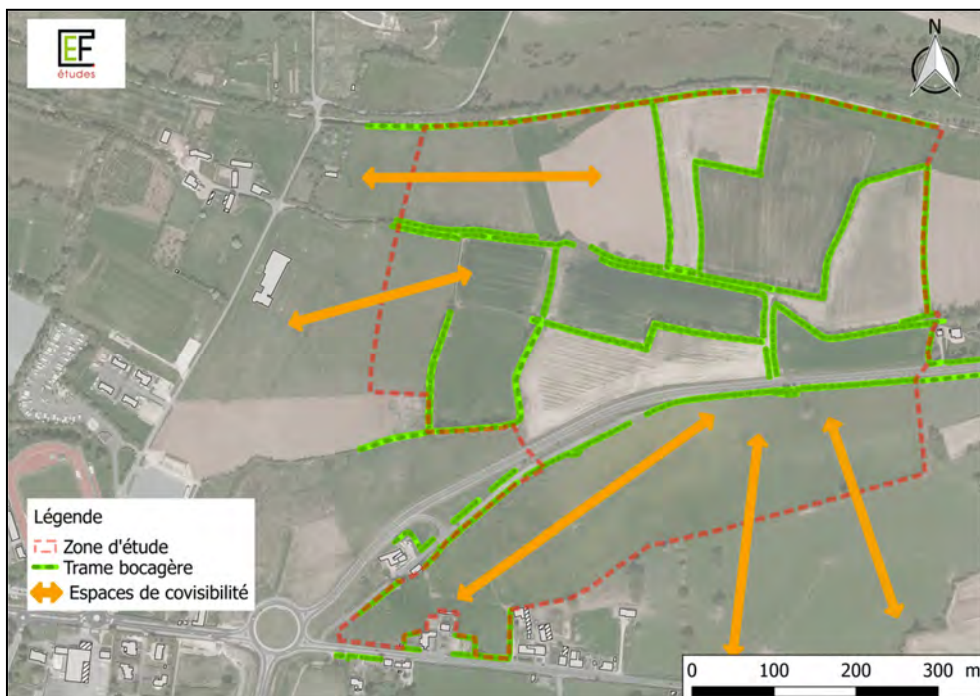 EF
études
N
Légende
Zone d'étude
Trame bocagère
Espaces de covisibilité
0 100 200 300 m